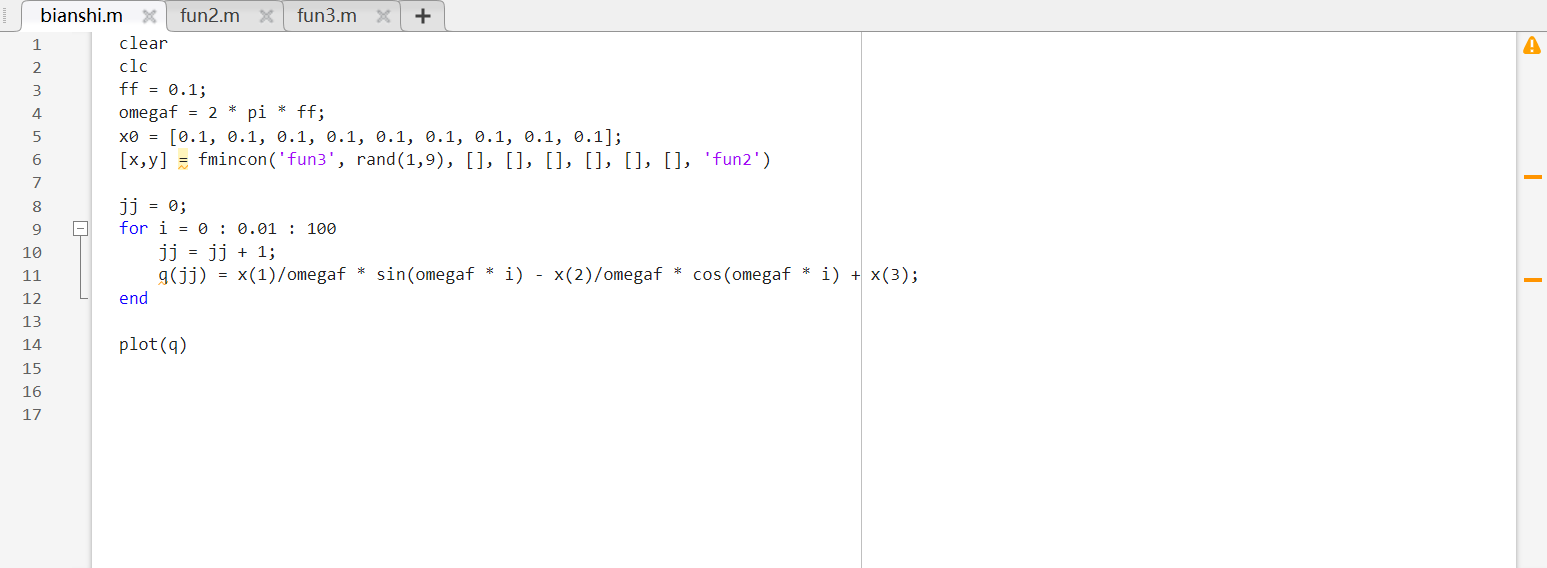 bianshi.m fun2.m fun3.m
1 clear
2 clc
3 ff = 0.1;
4 omegaf = 2 * pi * ff;
5 x0 = [0.1, 0.1, 0.1, 0.1, 0.1, 0.1, 0.1, 0.1, 0.1];
6 [x,y] = fmincon('fun3', rand(1,9), [], [], [], [], [], [], 'fun2')
7
8 jj = 0;
9 for i = 0 : 0.01 : 100
10 jj = jj + 1;
11 q(jj) = x(1)/omegaf * sin(omegaf * i) - x(2)/omegaf * cos(omegaf * i) + x(3);
12 end
13
14 plot(q)
15
16
17